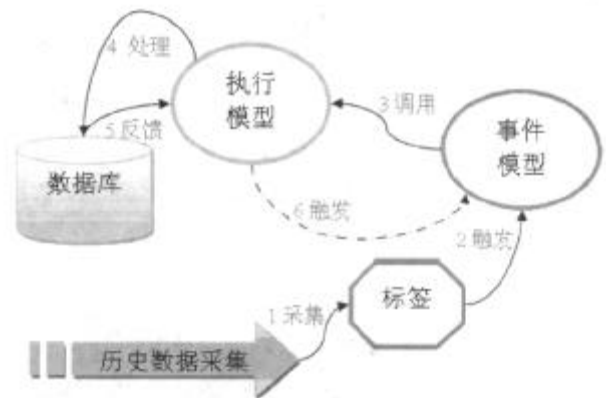 4 处理
执行
模型
3 调用
5 反馈
事件
模型
数据库
6 触发
2 触发
标签
1 采集
历史数据采集